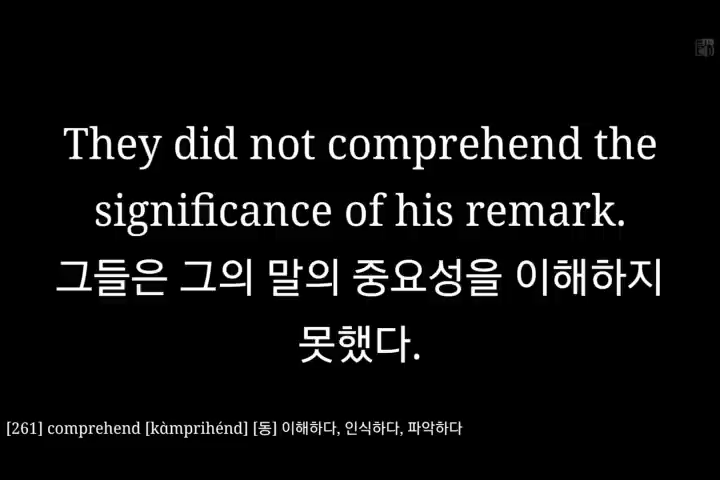 They did not comprehend the
significance of his remark.
그들은 그의 말의 중요성을 이해하지
못했다.
[261] comprehend [kὰmprihénd] [동] 이해하다, 인식하다, 파악하다